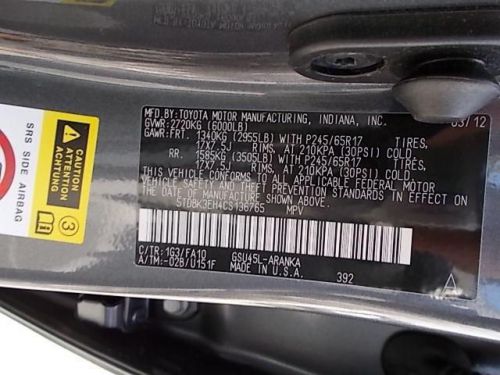 SRS SIDE AIRBAG
CAUTION
ATTENTION
ACHTUNG
MFD.BY:TOYOTA MOTOR MANUFACTURING, INDIANA, INC. 03/12
GVWR:2720KG (6000LB)
GAWR:FRT. 1340KG (2955LB) WITH P245/65R17 TIRES,
17X7.5J RIMS, AT 210KPA (30PSI) COLD
RR. 1585KG (3505LB) WITH P245/65R17 TIRES,
17X7.5J RIMS, AT 210KPA (30PSI) COLD
THIS VEHICLE CONFORMS TO ALL APPLICABLE FEDERAL MOTOR
VEHICLE SAFETY AND THEFT PREVENTION STANDARDS IN EFFECT ON
THE DATE OF MANUFACTURE SHOWN ABOVE.
5TDBK3EH4CS106765 MPV
C/TR:1G3/FA10 GSU45L-ARANKA
A/TM:-02B/U151F MADE IN U.S.A. 392
A